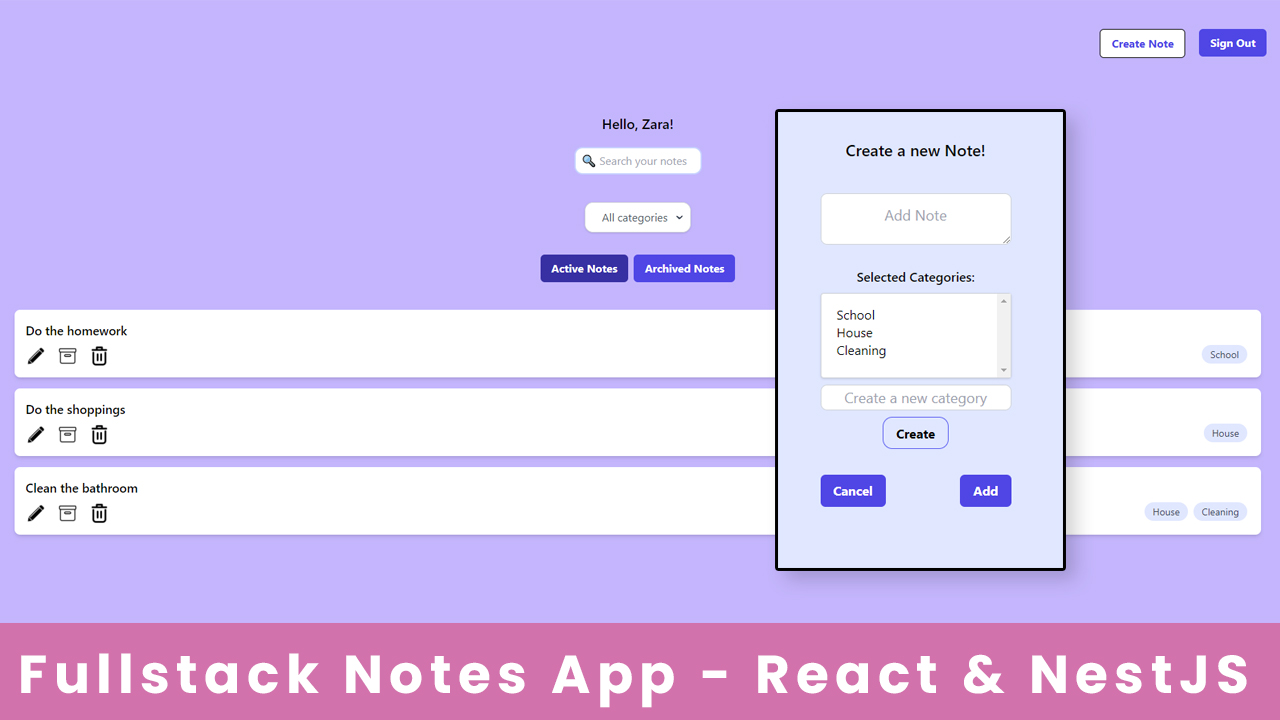 Create Note
Sign Out
Hello, Zara!
Search your notes
All categories
Active Notes
Archived Notes
Do the homework
School
Do the shoppings
House
Clean the bathroom
House
Cleaning
Create a new Note!
Add Note
Selected Categories:
School
House
Cleaning
Create a new category
Create
Cancel
Add
Fullstack Notes App - React & NestJS